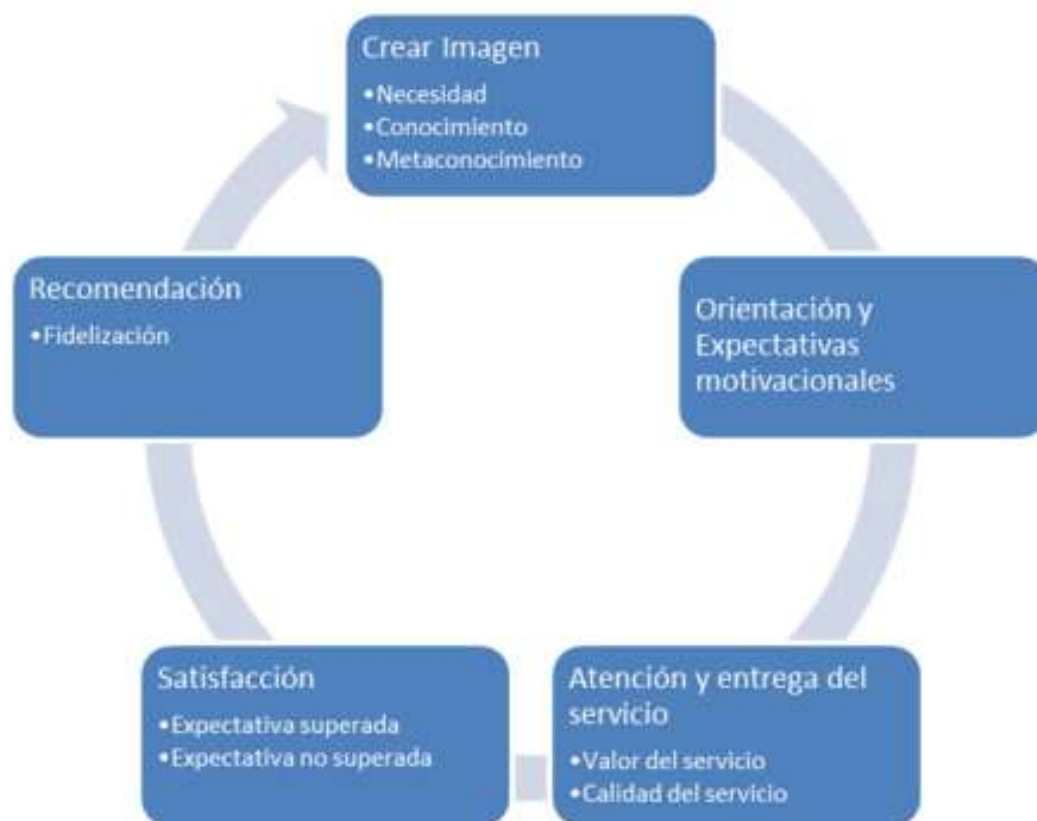 Crear Imagen
•Necesidad
•Conocimiento
•Metaconocimiento
Orientación y
Expectativas
motivacionales
Atención y entrega del
servicio
•Valor del servicio
•Calidad del servicio
Satisfacción
•Expectativa superada
•Expectativa no superada
Recomendación
•Fidelización